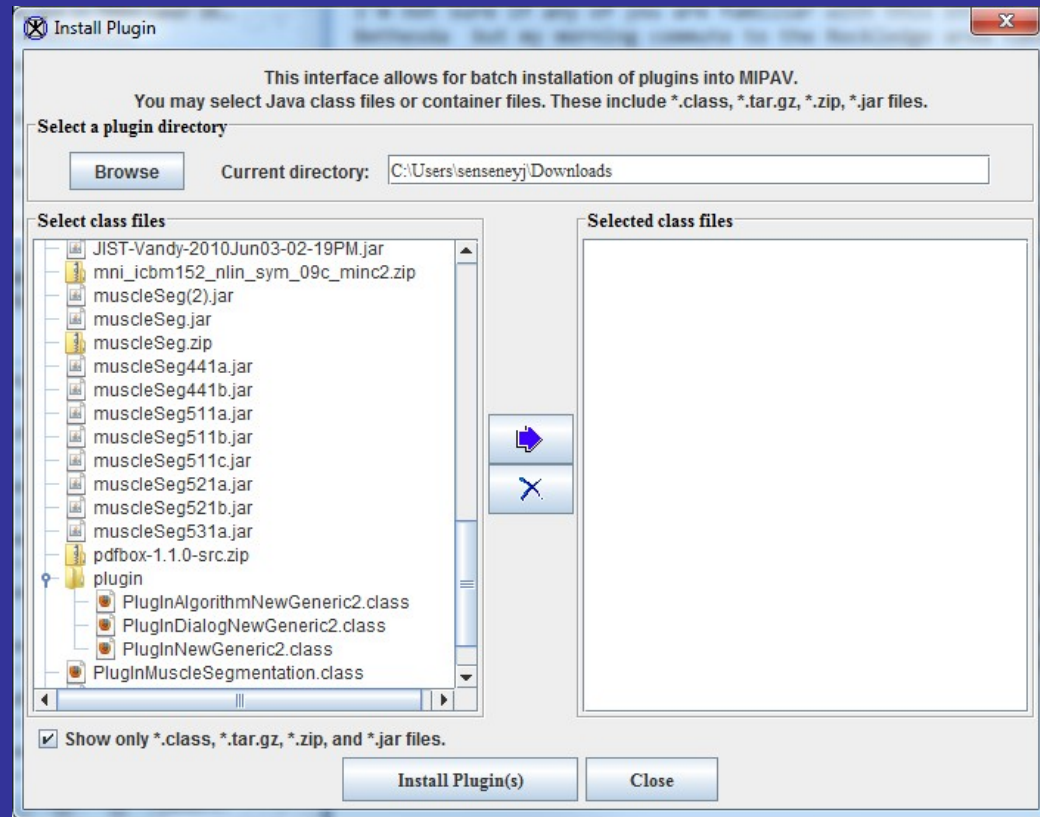 Install Plugin
This interface allows for batch installation of plugins into MIPAV.
You may select Java class files or container files. These include *.class, *.tar.gz, *.zip, *.jar files.
Select a plugin directory
Browse
Current directory:
C:\Users\senseneyj\Downloads
Select class files
JIST-Vandy-2010Jun03-02-19PM.jar
mni_icbm152_nlin_sym_09c_minc2.zip
muscleSeg(2).jar
muscleSeg.jar
muscleSeg.zip
muscleSeg441a.jar
muscleSeg441b.jar
muscleSeg511a.jar
muscleSeg511b.jar
muscleSeg511c.jar
muscleSeg521a.jar
muscleSeg521b.jar
muscleSeg531a.jar
pdfbox-1.1.0-src.zip
plugin
PlugInAlgorithmNewGeneric2.class
PlugInDialogNewGeneric2.class
PlugInNewGeneric2.class
PlugInMuscleSegmentation.class
Selected class files
Show only *.class, *.tar.gz, *.zip, and *.jar files.
Install Plugin(s)
Close